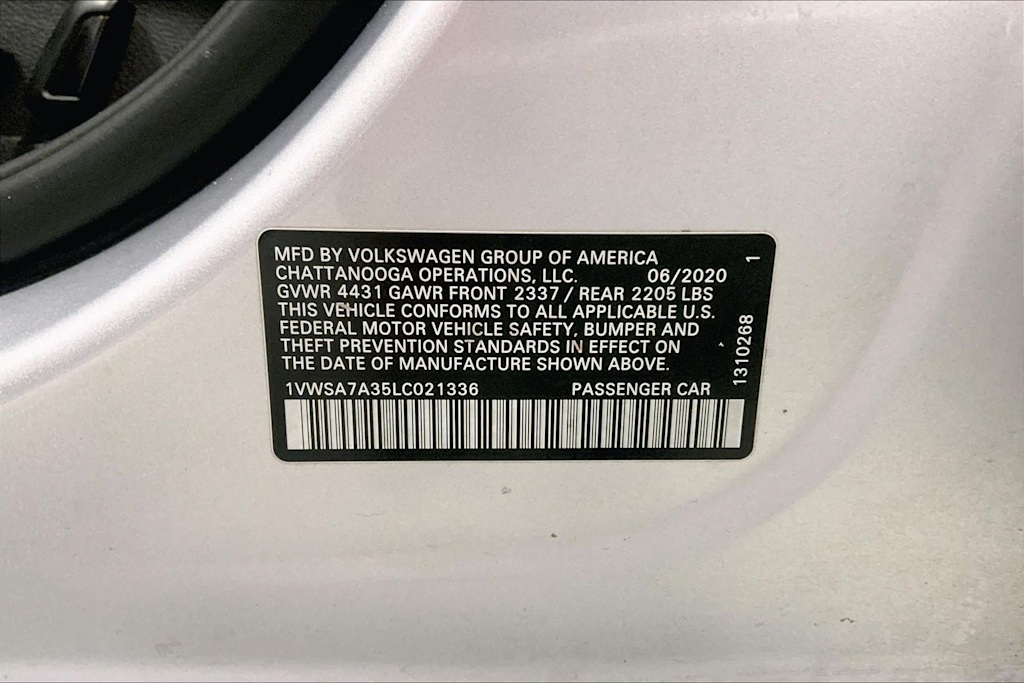 MFD BY VOLKSWAGEN GROUP OF AMERICA
CHATTANOOGA OPERATIONS, LLC. 06/2020 1
GVWR 4431 GAWR FRONT 2337 / REAR 2205 LBS
THIS VEHICLE CONFORMS TO ALL APPLICABLE U.S.
FEDERAL MOTOR VEHICLE SAFETY, BUMPER AND
THEFT PREVENTION STANDARDS IN EFFECT ON
THE DATE OF MANUFACTURE SHOWN ABOVE.
1310268
1VWSA7A35LC021336 PASSENGER CAR